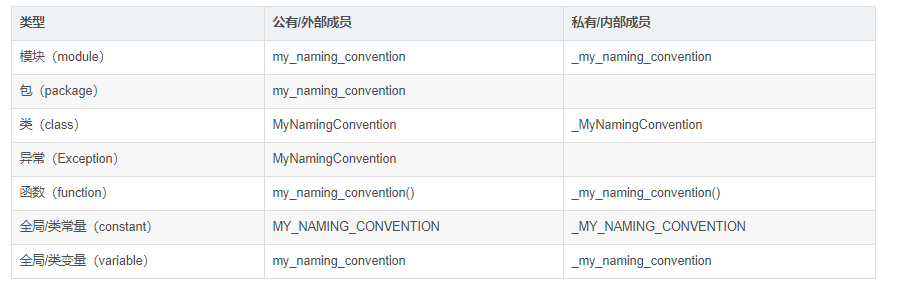 类型 公有/外部成员 私有/内部成员
模块（module） my_naming_convention _my_naming_convention
包（package） my_naming_convention
类（class） MyNamingConvention _MyNamingConvention
异常（Exception） MyNamingConvention
函数（function） my_naming_convention() _my_naming_convention()
全局/类常量（constant） MY_NAMING_CONVENTION _MY_NAMING_CONVENTION
全局/类变量（variable） my_naming_convention _my_naming_convention